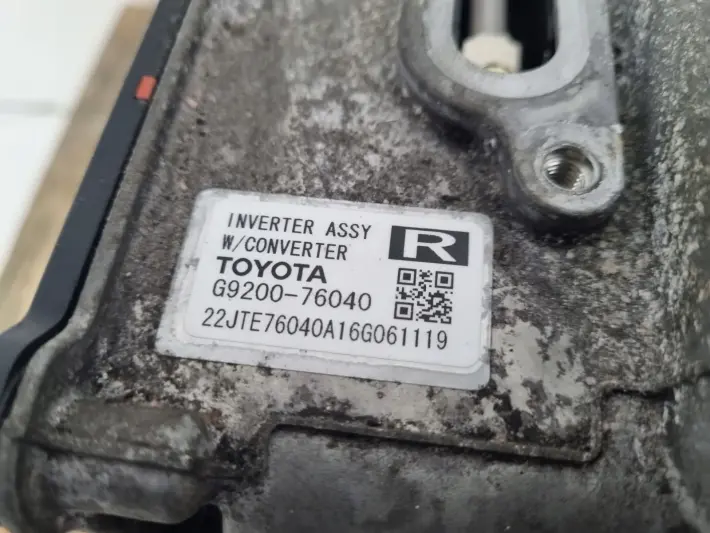 INVERTER ASSY
W/CONVERTER
R
TOYOTA
G9200-76040
22JTE76040A16G061119